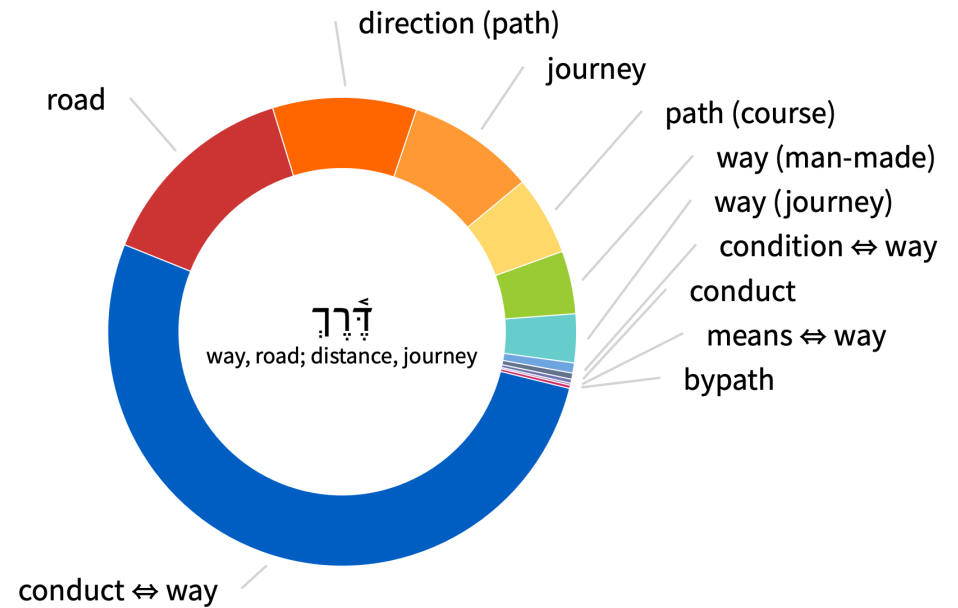 direction (path)
journey
road
path (course)
way (man-made)
way (journey)
condition ⇔ way
conduct
means ⇔ way
bypath
דֶּ֫רֶךְ
way, road; distance, journey
conduct ⇔ way